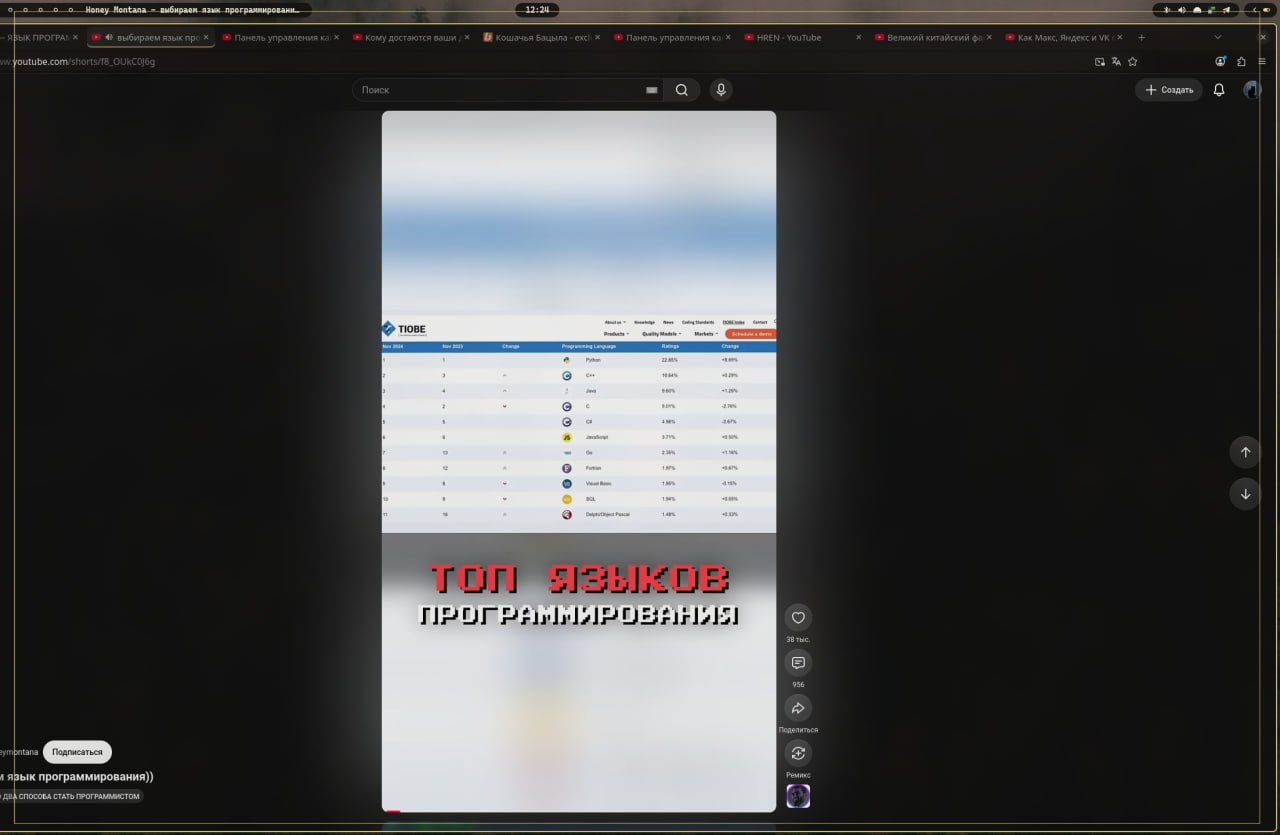 Honey Montana — выбираем язык программировани…
12:24
— ЯЗЫК ПРОГРАМ
выбираем язык про
Панель управления ка
Кому достаются ваши
Кошачья Бацыла - excl
Панель управления ка
HREN - YouTube
Великий китайский фа
Как Макс, Яндекс и VK
ww.youtube.com/shorts/f8_OUkC0J6g
Поиск
Создать
TIOBE
About us Knowledge News Coding Standards TIOBE Index Contact
Products Quality Models Markets Schedule a demo
Nov 2024 Nov 2023 Change Programming Language Ratings Change
1 1 Python 22.85% +8.69%
2 3 C++ 10.64% +0.29%
3 4 Java 9.60% +1.26%
4 2 C 9.01% -2.76%
5 5 C# 4.98% -2.67%
6 6 JavaScript 3.71% +0.50%
7 13 Go 2.35% +1.16%
8 12 Fortran 1.97% +0.67%
9 8 Visual Basic 1.95% -0.15%
10 9 SQL 1.94% +0.05%
11 16 Delphi/Object Pascal 1.48% +0.33%
ТОП ЯЗЫКОВ
ПРОГРАММИРОВАНИЯ
38 тыс.
956
Поделиться
Ремикс
eymontana
Подписаться
м язык программирования))
ДВА СПОСОБА СТАТЬ ПРОГРАММИСТОМ